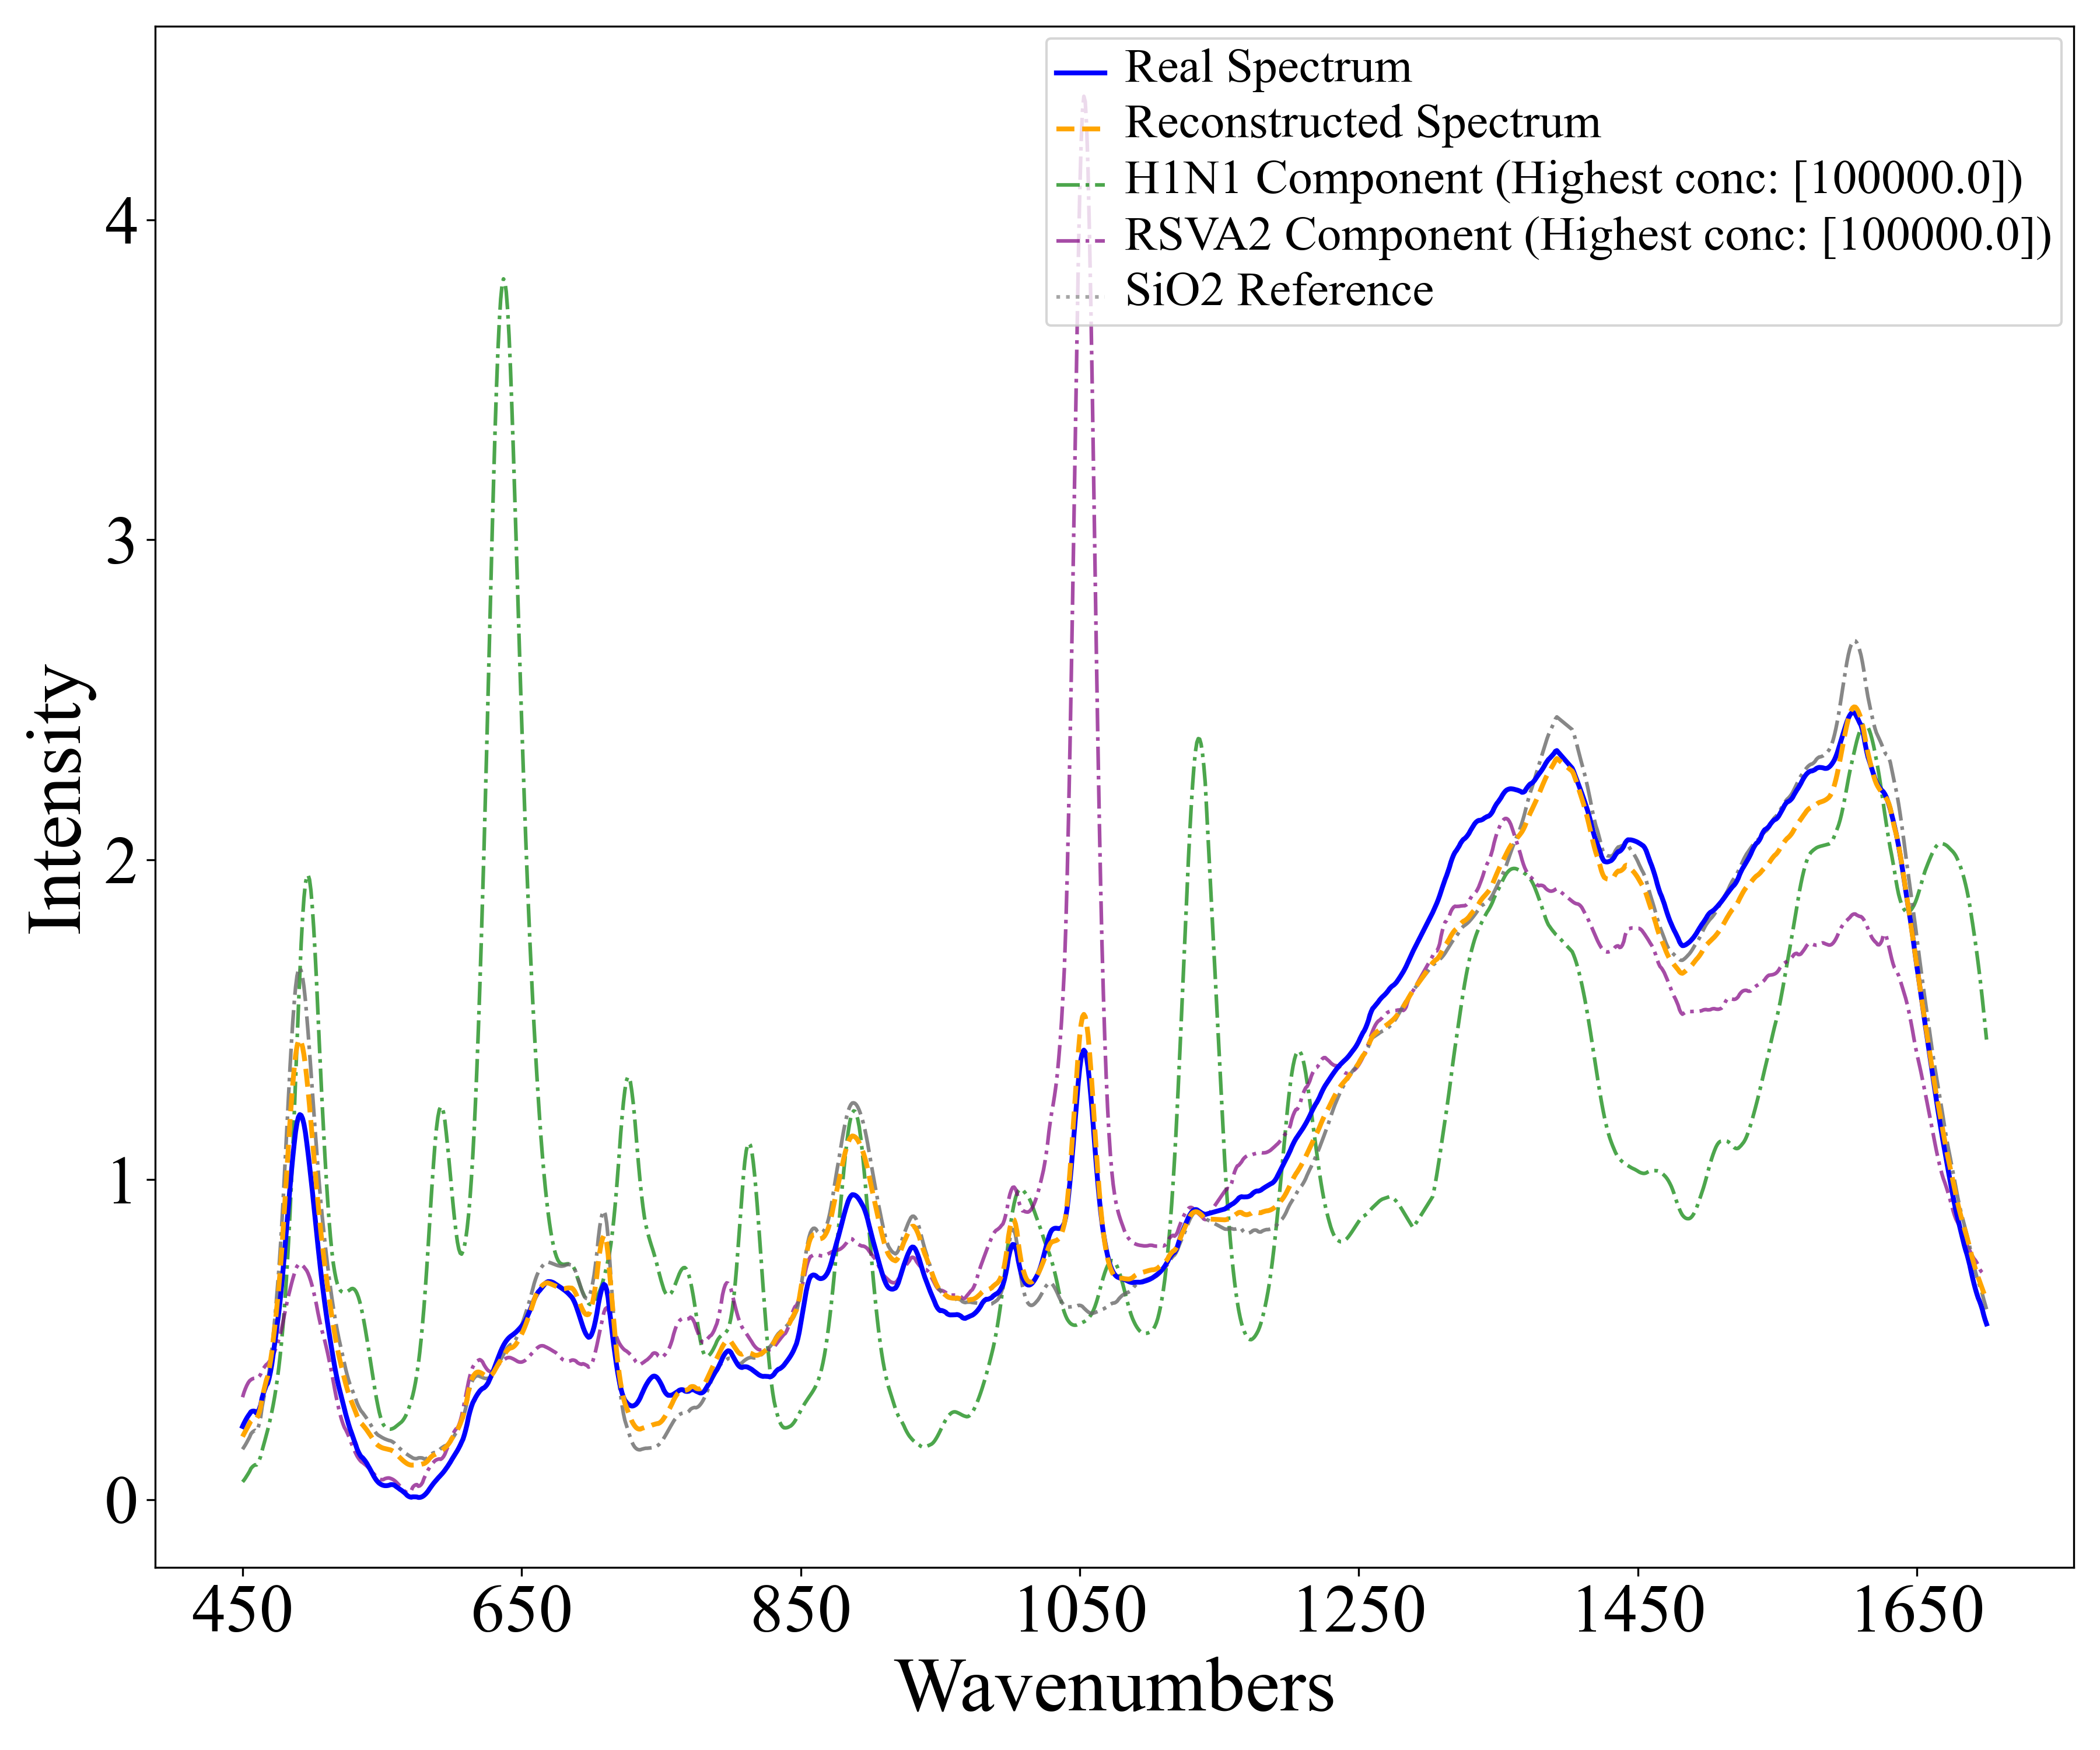 Real Spectrum
Reconstructed Spectrum
H1N1 Component (Highest conc: [100000.0])
RSVA2 Component (Highest conc: [100000.0])
SiO2 Reference
Intensity
4
3
2
1
0
450 650 850 1050 1250 1450 1650
Wavenumbers